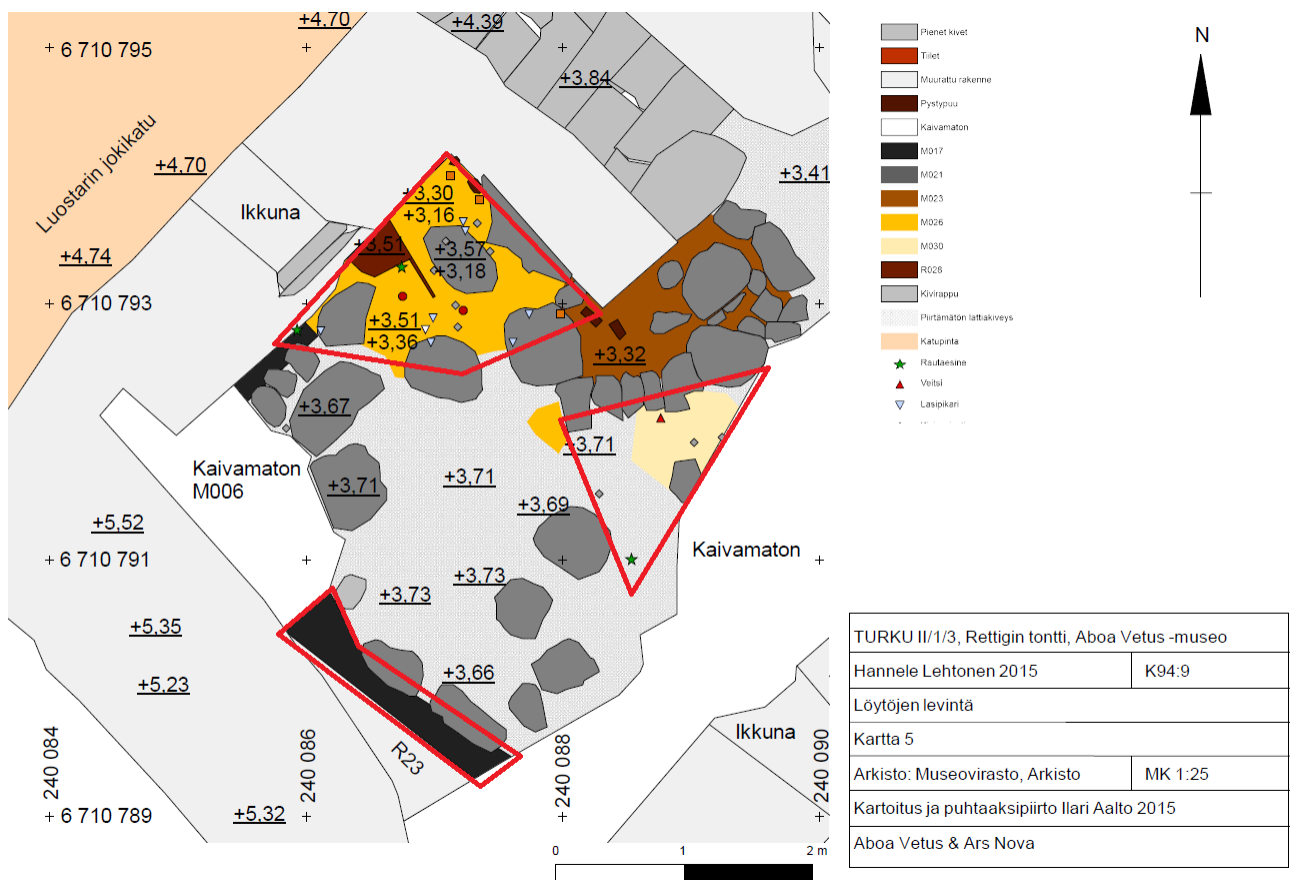 +4,70
+4,39
+ 6 710 795
+3,84
Luostarin jokikatu
+4,70
+3,41
+3,30
+3,16
Ikkuna
+3,51
+3,57
+3,18
+4,74
+ 6 710 793
+3,51
+3,36
+3,32
+3,67
+3,71
Kaivamaton
M006
+3,71
+3,71
+3,69
+5,52
+ 6 710 791
Kaivamaton
+3,73
+3,73
+5,35
+3,66
+5,23
Ikkuna
R23
240 084
240 086
240 088
240 090
+ 6 710 789
+5,32
0 1 2 m
Pienet kivet
Tiilet
Muurattu rakenne
Pystypuu
Kaivamaton
M017
M021
M023
M026
M030
R028
Kivirappu
Piirtämätön lattiakiveys
Katupinta
Rautaesine
Veitsi
Lasipikari
N
TURKU II/1/3, Rettigin tontti, Aboa Vetus -museo
Hannele Lehtonen 2015 K94:9
Löytöjen levintä
Kartta 5
Arkisto: Museovirasto, Arkisto MK 1:25
Kartoitus ja puhtaaksipiirto Ilari Aalto 2015
Aboa Vetus & Ars Nova